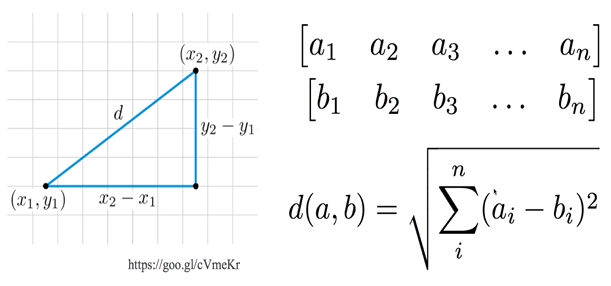 (x₂, y₂)
d
y₂ − y₁
(x₁, y₁)
x₂ − x₁
https://goo.gl/cVmeKr
[a₁ a₂ a₃ … aₙ]
[b₁ b₂ b₃ … bₙ]
d(a, b) = √(∑ᵢⁿ (aᵢ − bᵢ)²)